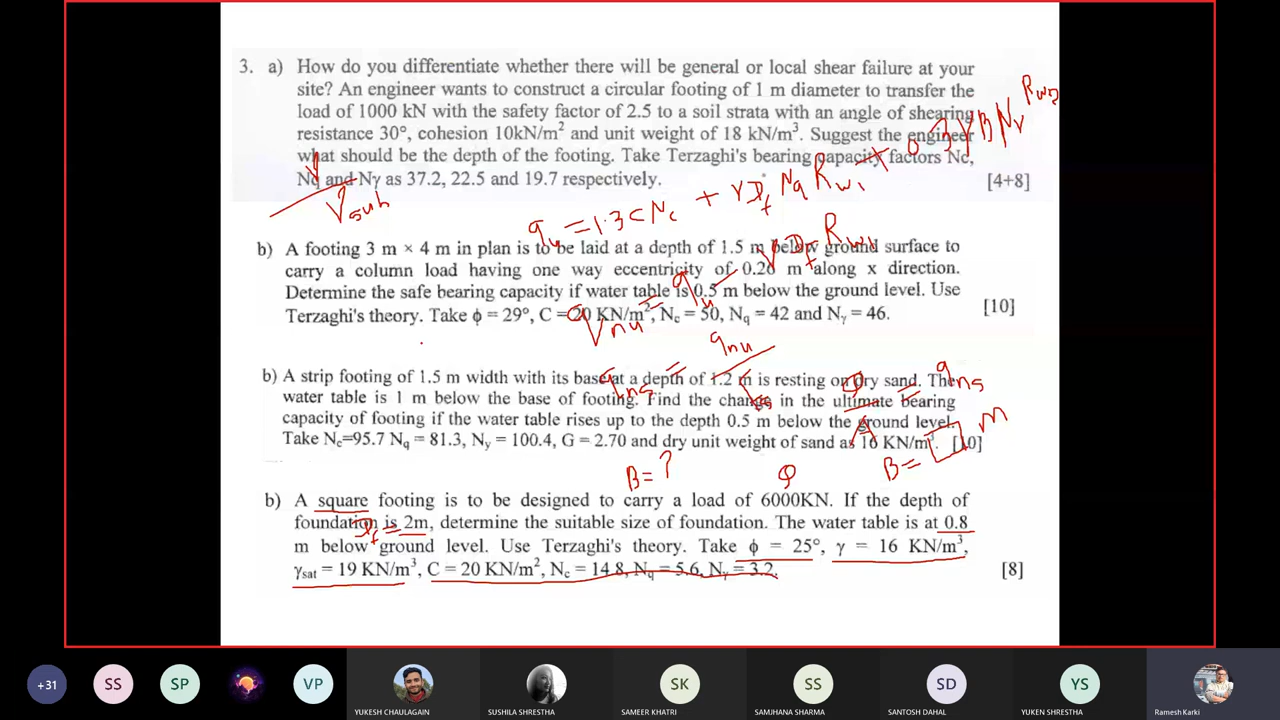 3. a) How do you differentiate whether there will be general or local shear failure at your
site? An engineer wants to construct a circular footing of 1 m diameter to transfer the
load of 1000 kN with the safety factor of 2.5 to a soil strata with an angle of shearing
resistance 30°, cohesion 10kN/m² and unit weight of 18 kN/m³. Suggest the engineer
what should be the depth of the footing. Take Terzaghi's bearing capacity factors Nc,
Nq and Nγ as 37.2, 22.5 and 19.7 respectively.
[4+8]
γ
γsub
qu = 1.3 C Nc + γDf Nq Rw1 + 0.3 γ B Nγ Rw2
b) A footing 3 m × 4 m in plan is to be laid at a depth of 1.5 m below ground surface to
carry a column load having one way eccentricity of 0.20 m along x direction.
Determine the safe bearing capacity if water table is 0.5 m below the ground level. Use
Terzaghi's theory. Take ϕ = 29°, C = 20 KN/m², Nc = 50, Nq = 42 and Nγ = 46.
[10]
qnu = qu - γ Df Rw1
b) A strip footing of 1.5 m width with its base at a depth of 1.2 m is resting on dry sand. The
water table is 1 m below the base of footing. Find the change in the ultimate bearing
capacity of footing if the water table rises up to the depth 0.5 m below the ground level.
Take Nc=95.7 Nq = 81.3, Nγ = 100.4, G = 2.70 and dry unit weight of sand as 16 KN/m³. [10]
qns = qnu
Fs
= qns
B = ?
Q
B = m
b) A square footing is to be designed to carry a load of 6000KN. If the depth of
foundation is 2m, determine the suitable size of foundation. The water table is at 0.8
Df =
m below ground level. Use Terzaghi's theory. Take ϕ = 25°, γ = 16 KN/m³,
γsat = 19 KN/m³, C = 20 KN/m², Nc = 14.8, Nq = 5.6, Nγ = 3.2.
[8]
+31
SS
SP
VP
YUKESH CHAULAGAIN
SUSHILA SHRESTHA
SK
SAMEER KHATRI
SS
SAMJHANA SHARMA
SD
SANTOSH DAHAL
YS
YUKEN SHRESTHA
Ramesh Karki